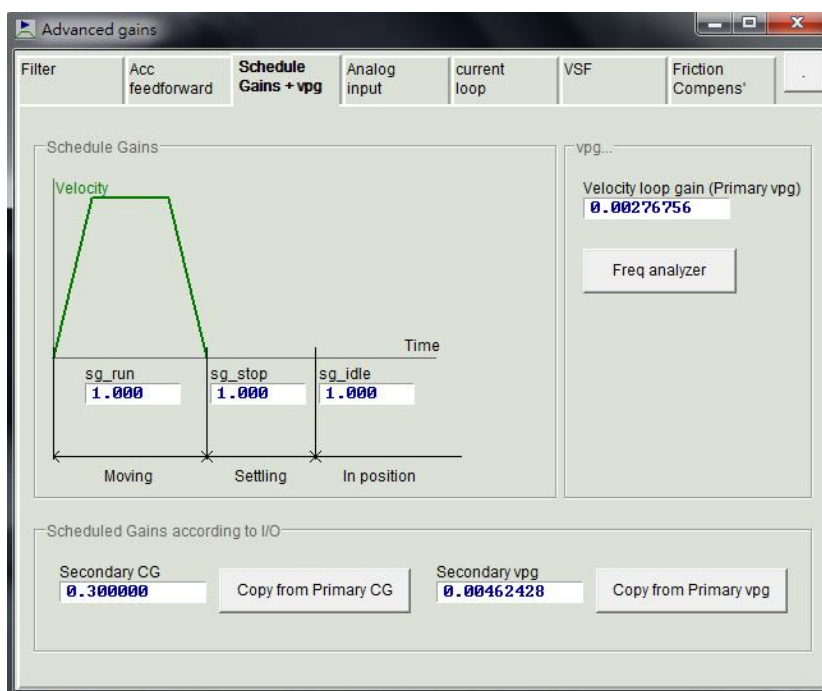 Advanced gains
Filter
Acc
feedforward
Schedule
Gains + vpg
Analog
input
current
loop
VSF
Friction
Compens'
.
Schedule Gains
Velocity
Time
sg_run
1.000
sg_stop
1.000
sg_idle
1.000
Moving
Settling
In position
vpg...
Velocity loop gain (Primary vpg)
0.00276756
Freq analyzer
Scheduled Gains according to I/O
Secondary CG
0.300000
Copy from Primary CG
Secondary vpg
0.00462428
Copy from Primary vpg